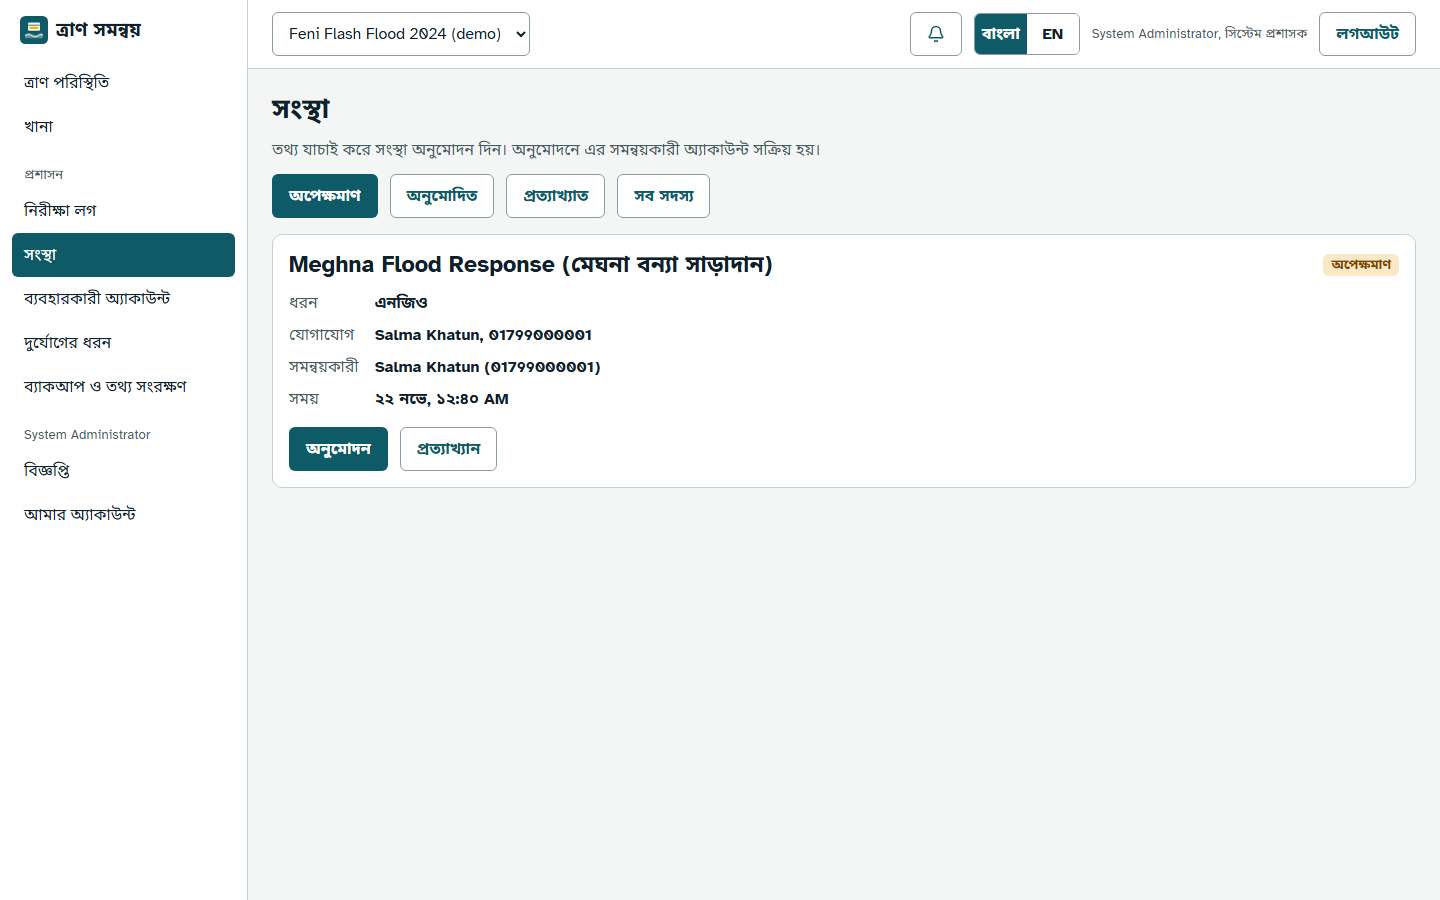 ত্রাণ সমন্বয়
Feni Flash Flood 2024 (demo)
বাংলা EN
System Administrator, সিস্টেম প্রশাসক
লগআউট
ত্রাণ পরিস্থিতি
খানা
প্রশাসন
নিরীক্ষা লগ
সংস্থা
ব্যবহারকারী অ্যাকাউন্ট
দুর্যোগের ধরন
ব্যাকআপ ও তথ্য সংরক্ষণ
System Administrator
বিজ্ঞপ্তি
আমার অ্যাকাউন্ট
সংস্থা
তথ্য যাচাই করে সংস্থা অনুমোদন দিন। অনুমোদনে এর সমন্বয়কারী অ্যাকাউন্ট সক্রিয় হয়।
অপেক্ষমাণ অনুমোদিত প্রত্যাখ্যাত সব সদস্য
Meghna Flood Response (মেঘনা বন্যা সাড়াদান)
অপেক্ষমাণ
ধরন এনজিও
যোগাযোগ Salma Khatun, 01799000001
সমন্বয়কারী Salma Khatun (01799000001)
সময় ২২ নভে, ১২:৪০ AM
অনুমোদন প্রত্যাখ্যান